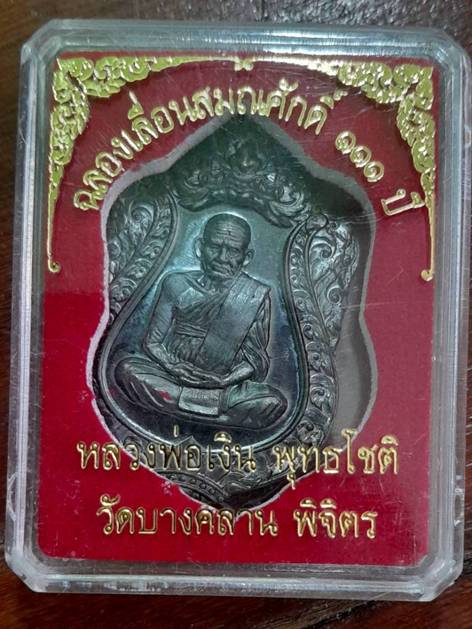 ฉลองเลื่อนสมณศักดิ์ ๑๑๑ ปี
หลวงพ่อเงิน พุทธโชติ
วัดบางคลาน พิจิตร